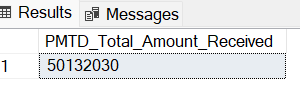 Results Messages
PMTD_Total_Amount_Received
1 50132030